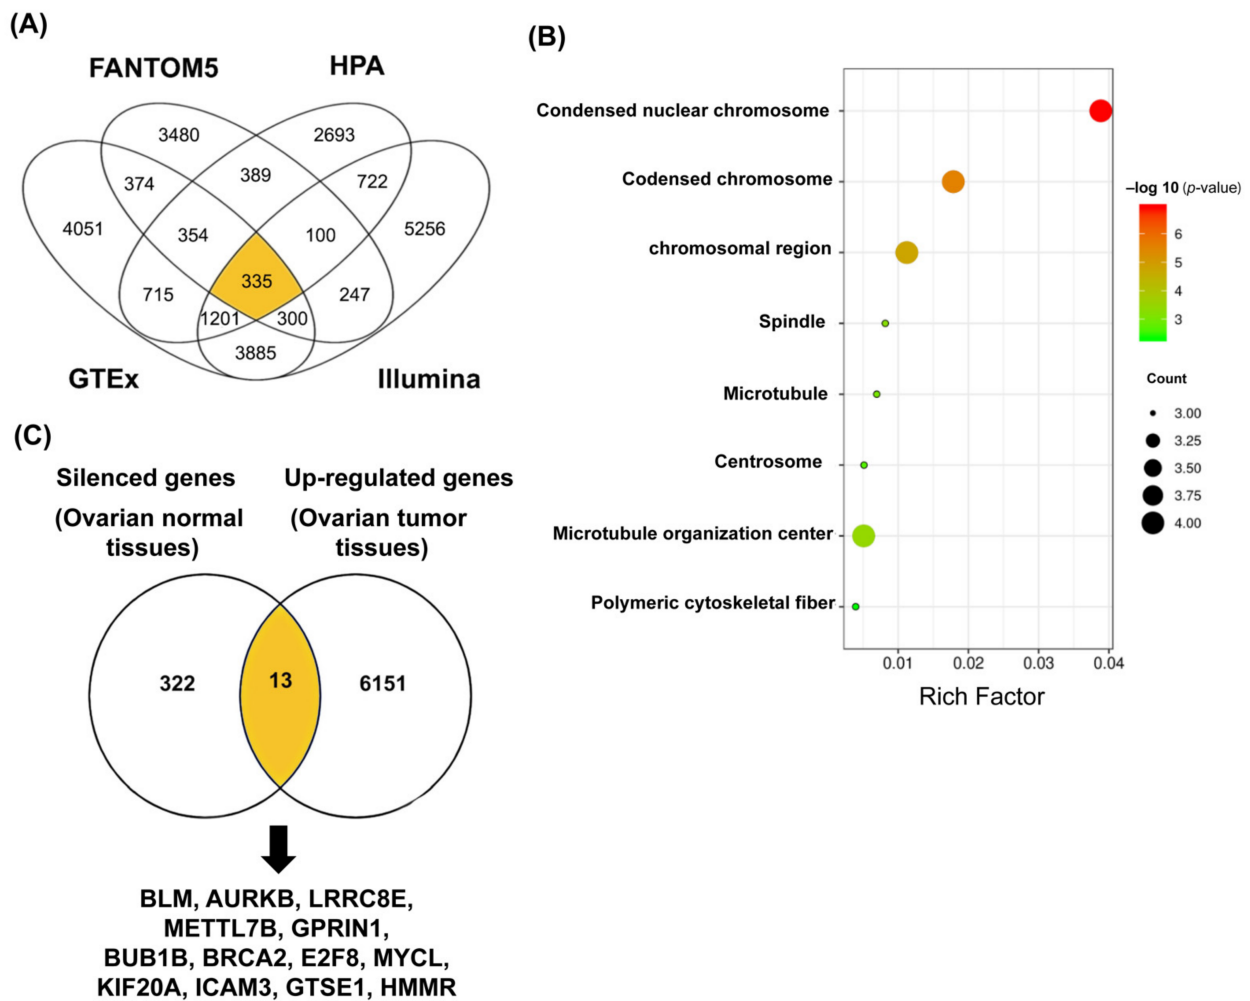 (A)
FANTOM5
HPA
3480
2693
374
389
722
4051
354
100
5256
335
715
247
1201
300
3885
GTEx
Illumina
(B)
Condensed nuclear chromosome
Codensed chromosome
chromosomal region
Spindle
Microtubule
Centrosome
Microtubule organization center
Polymeric cytoskeletal fiber
0.01
0.02
0.03
0.04
Rich Factor
−log 10 (p-value)
6
5
4
3
Count
3.00
3.25
3.50
3.75
4.00
(C)
Silenced genes
(Ovarian normal
tissues)
Up-regulated genes
(Ovarian tumor
tissues)
322
13
6151
BLM, AURKB, LRRC8E,
METTL7B, GPRIN1,
BUB1B, BRCA2, E2F8, MYCL,
KIF20A, ICAM3, GTSE1, HMMR